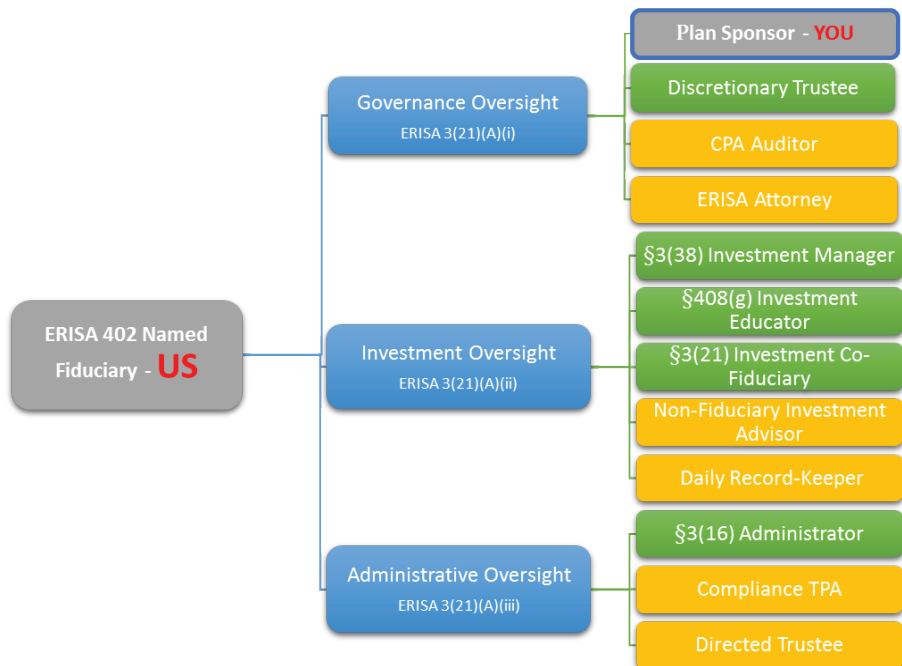 Plan Sponsor - YOU
Governance Oversight
ERISA 3(21)(A)(i)
Discretionary Trustee
CPA Auditor
ERISA Attorney
ERISA 402 Named
Fiduciary - US
Investment Oversight
ERISA 3(21)(A)(ii)
§3(38) Investment Manager
§408(g) Investment
Educator
§3(21) Investment Co-
Fiduciary
Non-Fiduciary Investment
Advisor
Daily Record-Keeper
Administrative Oversight
ERISA 3(21)(A)(iii)
§3(16) Administrator
Compliance TPA
Directed Trustee